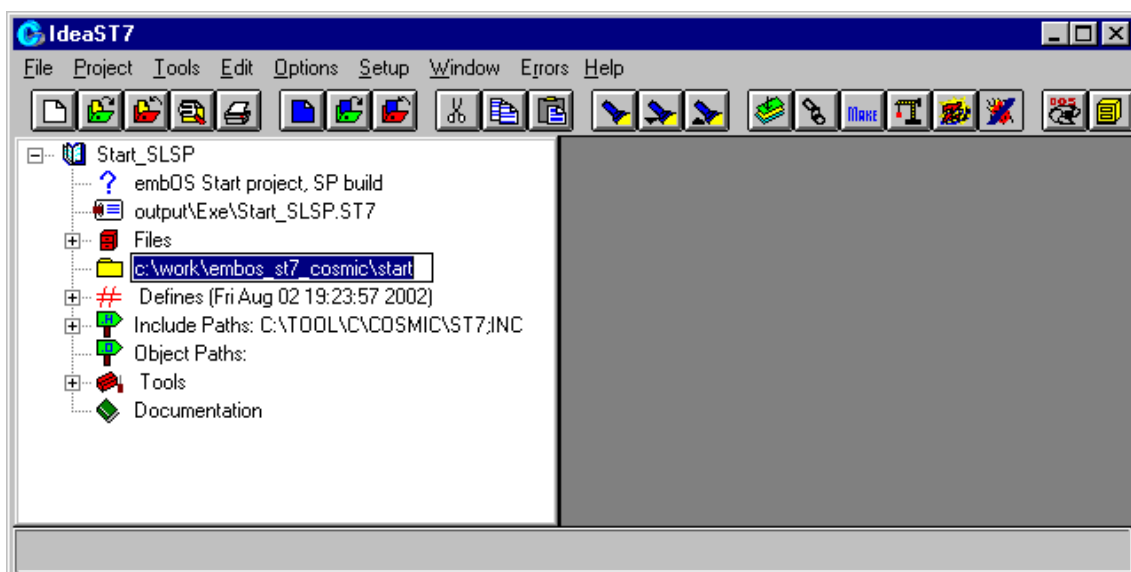 IdeaST7
File Project Tools Edit Options Setup Window Errors Help
MAKE DOS
Start_SLSP
embOS Start project, SP build
output\Exe\Start_SLSP.ST7
Files
c:\work\embos_st7_cosmic\start
# Defines (Fri Aug 02 19:23:57 2002)
Include Paths: C:\TOOL\C\COSMIC\ST7;INC
Object Paths:
Tools
Documentation